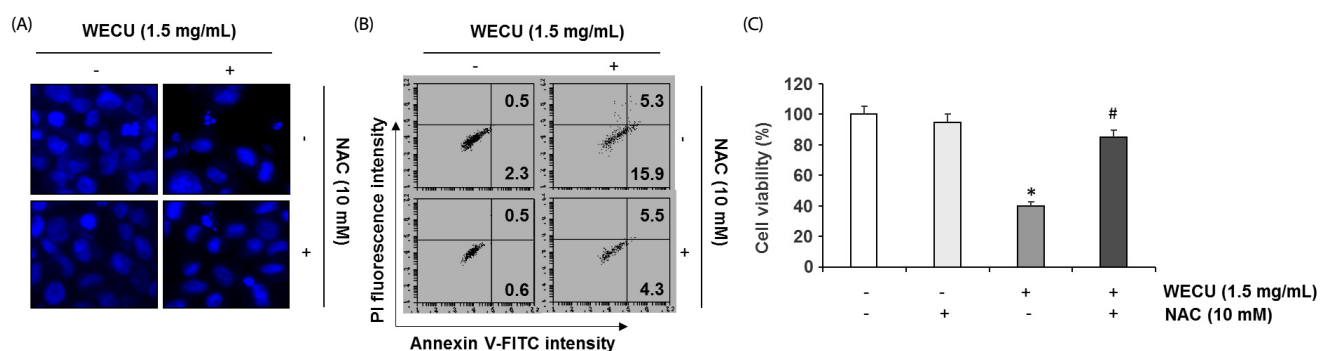 (A)
WECU (1.5 mg/mL)
- +
-
+
NAC (10 mM)
(B)
WECU (1.5 mg/mL)
- +
0.5 5.3
2.3 15.9
0.5 5.5
0.6 4.3
-
+
NAC (10 mM)
PI fluorescence intensity
Annexin V-FITC intensity
(C)
Cell viability (%)
120
100
80
60
40
20
0
*
#
- - + + WECU (1.5 mg/mL)
- + - + NAC (10 mM)